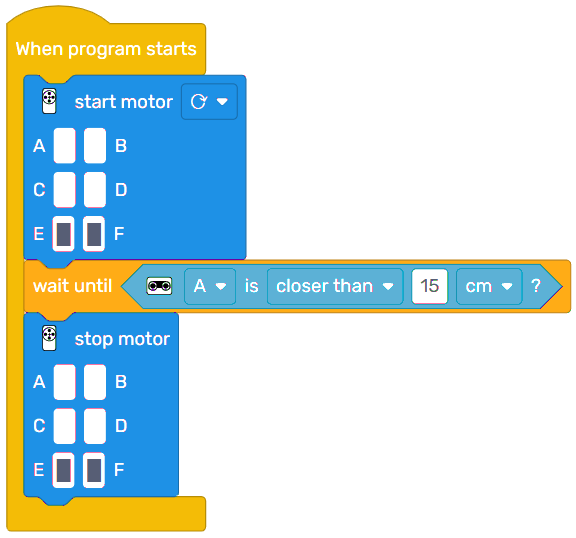 When program starts
start motor
A B
C D
E F
wait until A is closer than 15 cm ?
stop motor
A B
C D
E F